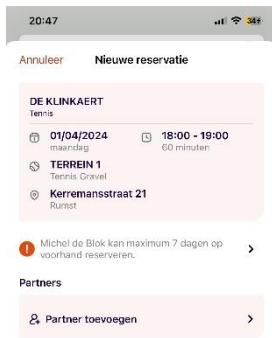 20:47
Annuleer Nieuwe reservatie
DE KLINKAERT
Tennis
01/04/2024 18:00 - 19:00
maandag 60 minuten
TERREIN 1
Tennis Gravel
Kerremansstraat 21
Rumst
Michel de Blok kan maximum 7 dagen op
voorhand reserveren.
Partners
Partner toevoegen